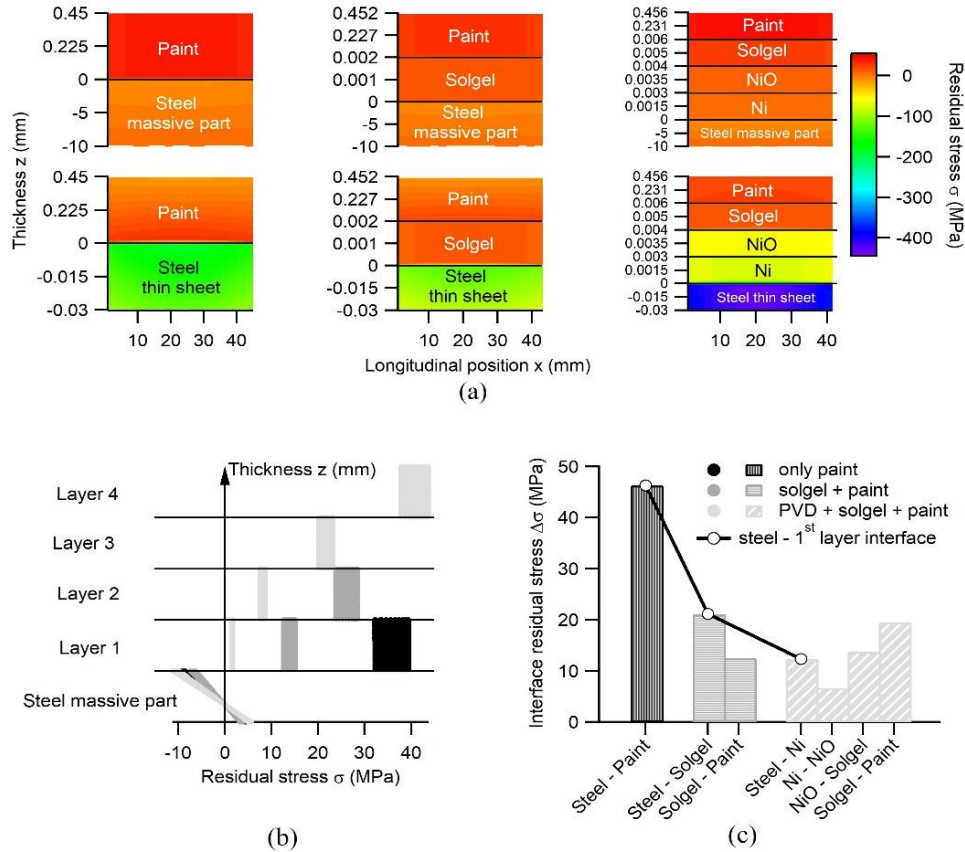 0.45
0.225
0
-5
-10
Paint
Steel
massive part
0.45
0.227
0.002
0.001
0
-5
-10
Paint
Solgel
Steel
massive part
0.456
0.231
0.006
0.005
0.004
0.0035
0.003
0.0015
0
-5
-10
Paint
Solgel
NiO
Ni
Steel massive part
0
-100
-200
-300
-400
Residual stress σ (MPa)
Thickness z (mm)
0.45
0.225
0
-0.015
-0.03
Paint
Steel
thin sheet
10 20 30 40
0.45
0.227
0.002
0.001
0
-0.015
-0.03
Paint
Solgel
Steel
thin sheet
10 20 30 40
0.456
0.231
0.006
0.005
0.004
0.0035
0.003
0.0015
0
-0.015
-0.03
Paint
Solgel
NiO
Ni
Steel thin sheet
10 20 30 40
Longitudinal position x (mm)
(a)
Thickness z (mm)
Layer 4
Layer 3
Layer 2
Layer 1
Steel massive part
-10 0 10 20 30 40
Residual stress σ (MPa)
(b)
Interface residual stress Δσ (MPa)
50
40
30
20
10
0
only paint
solgel + paint
PVD + solgel + paint
steel - 1st layer interface
Steel - Paint
Steel - Solgel
Solgel - Paint
Steel - Ni
Ni - NiO
NiO - Solgel
Solgel - Paint
(c)